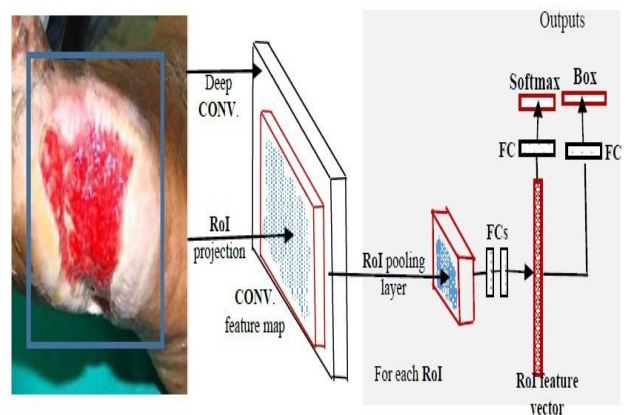 Outputs
Deep
CONV.
Softmax
Box
FC
FC
RoI
projection
CONV.
feature map
RoI pooling
layer
FCs
For each RoI
RoI feature
vector